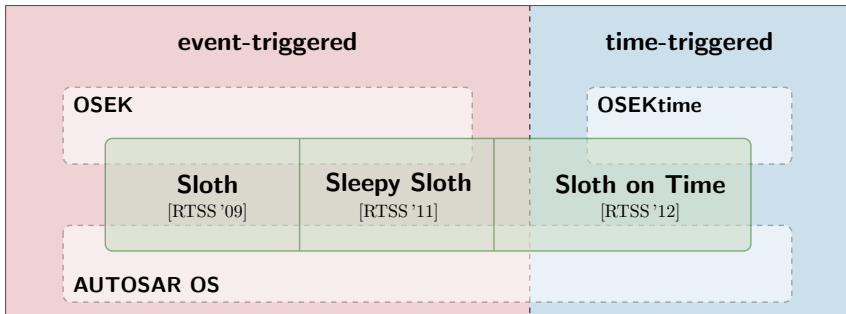 event-triggered
time-triggered
OSEK
OSEKtime
Sloth
Sleepy Sloth
Sloth on Time
[RTSS ’09]
[RTSS ’11]
[RTSS ’12]
AUTOSAR OS